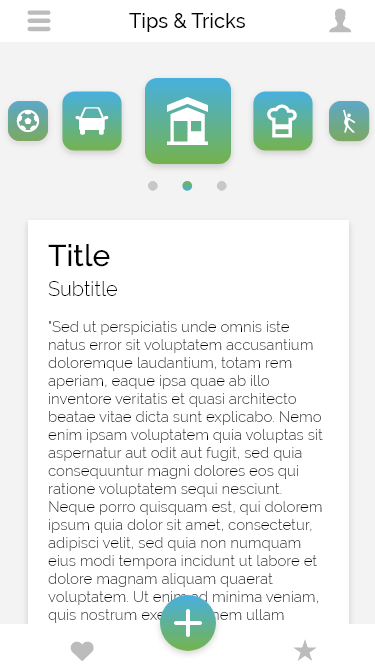 Tips & Tricks
Title
Subtitle
"Sed ut perspiciatis unde omnis iste
natus error sit voluptatem accusantium
doloremque laudantium, totam rem
aperiam, eaque ipsa quae ab illo
inventore veritatis et quasi architecto
beatae vitae dicta sunt explicabo. Nemo
enim ipsam voluptatem quia voluptas sit
aspernatur aut odit aut fugit, sed quia
consequuntur magni dolores eos qui
ratione voluptatem sequi nesciunt.
Neque porro quisquam est, qui dolorem
ipsum quia dolor sit amet, consectetur,
adipisci velit, sed quia non numquam
eius modi tempora incidunt ut labore et
dolore magnam aliquam quaerat
voluptatem. Ut enim ad minima veniam,
quis nostrum ullam